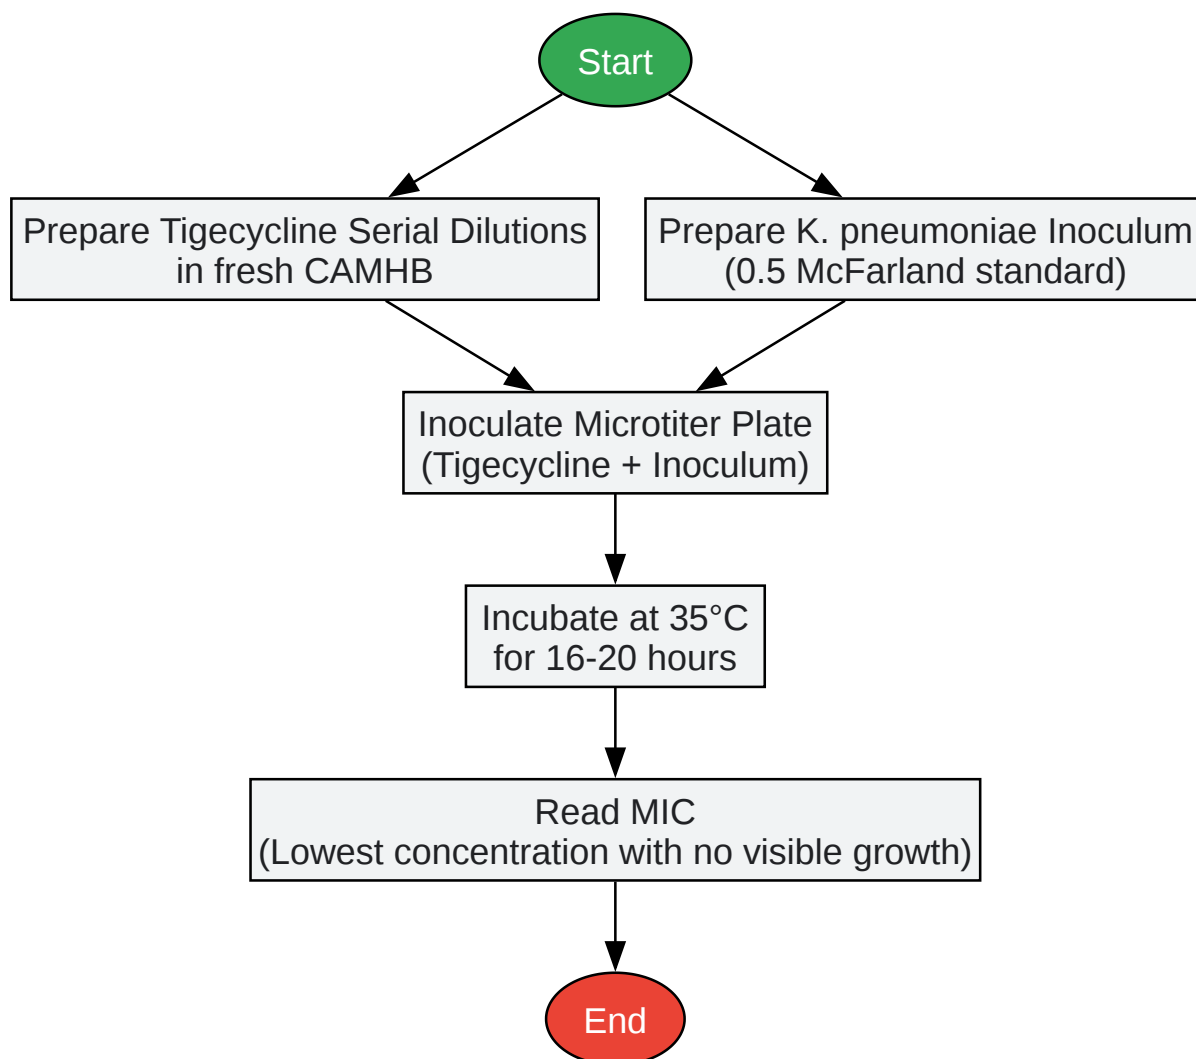 Start
Prepare Tigecycline Serial Dilutions
in fresh CAMHB
Prepare K. pneumoniae Inoculum
(0.5 McFarland standard)
Inoculate Microtiter Plate
(Tigecycline + Inoculum)
Incubate at 35°C
for 16-20 hours
Read MIC
(Lowest concentration with no visible growth)
End